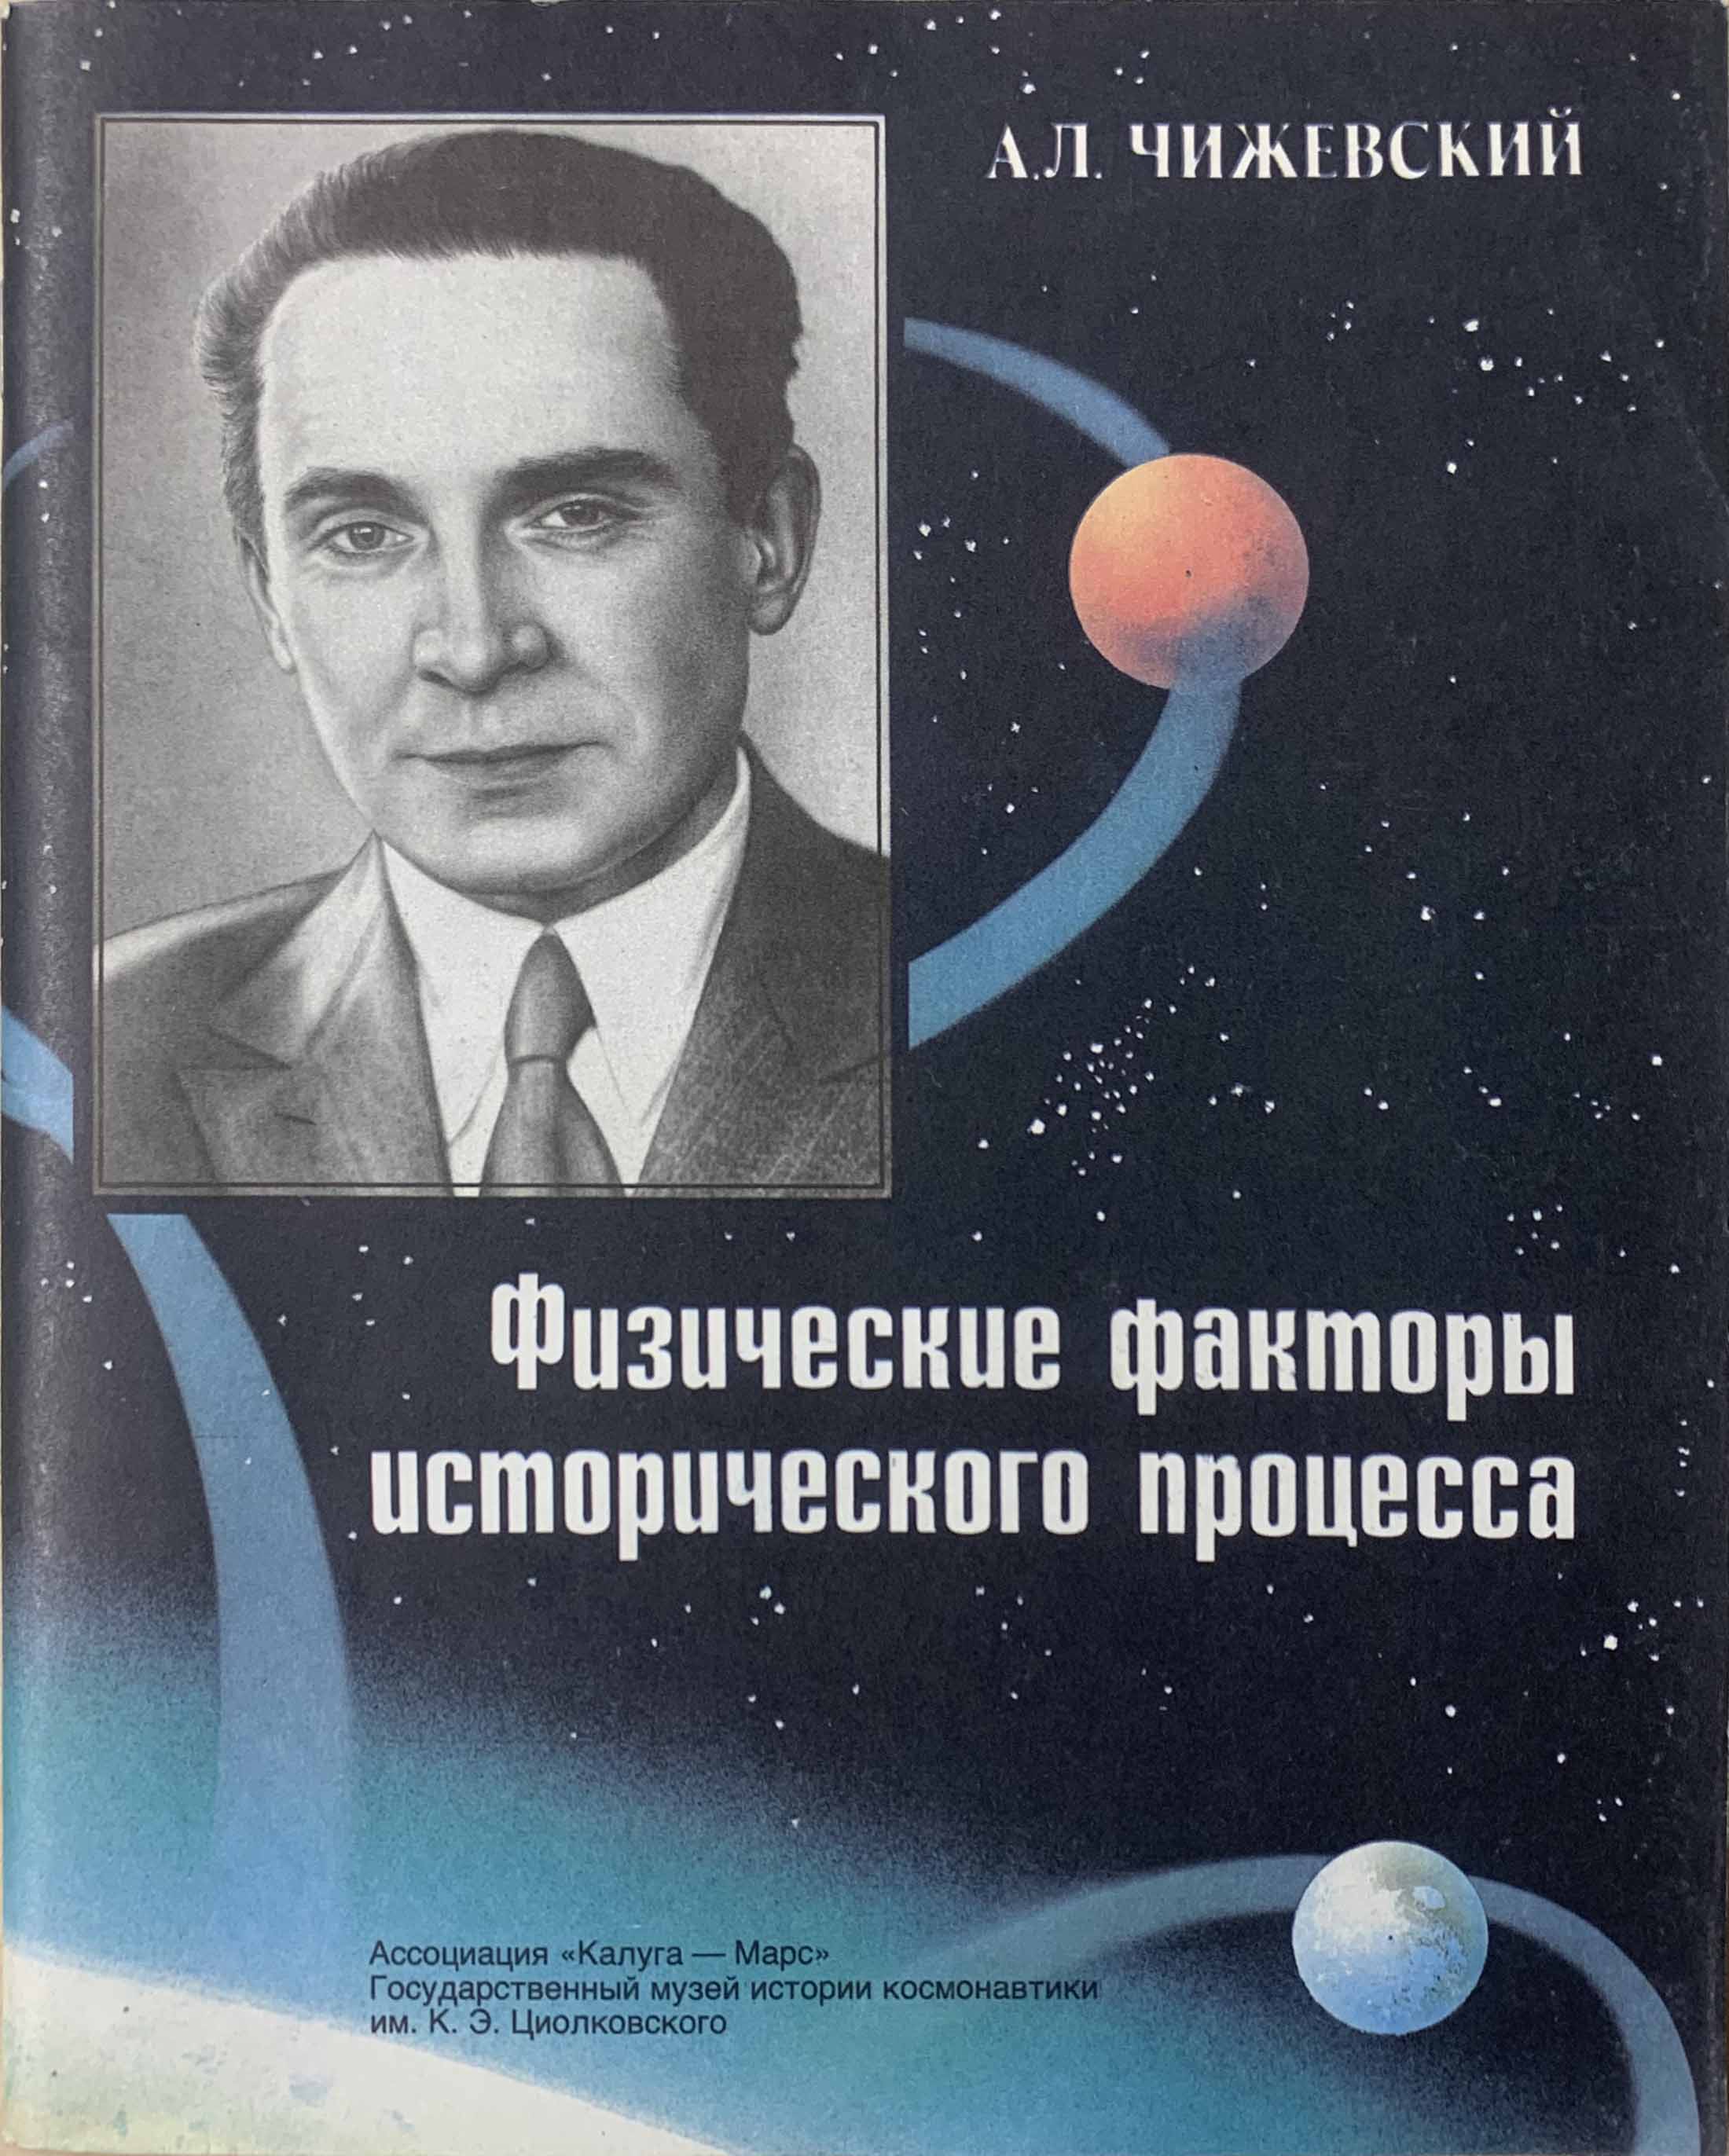 А.Л. ЧИЖЕВСКИЙ
Физические факторы
исторического процесса
Ассоциация «Калуга — Марс»
Государственный музей истории космонавтики
им. К. Э. Циолковского